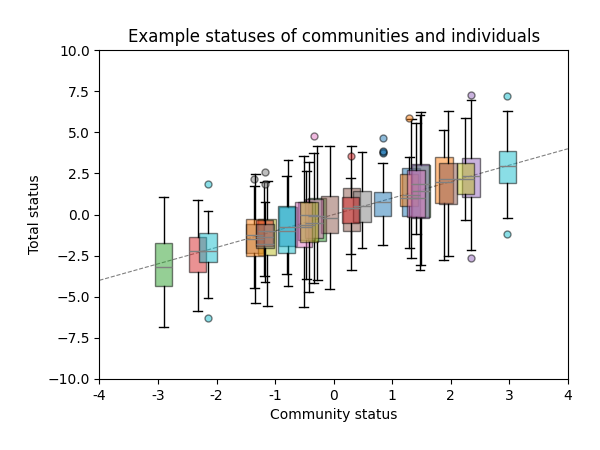 Example statuses of communities and individuals
10.0
7.5
5.0
2.5
0.0
−2.5
−5.0
−7.5
−10.0
Total status
-4 -3 -2 -1 0 1 2 3 4
Community status